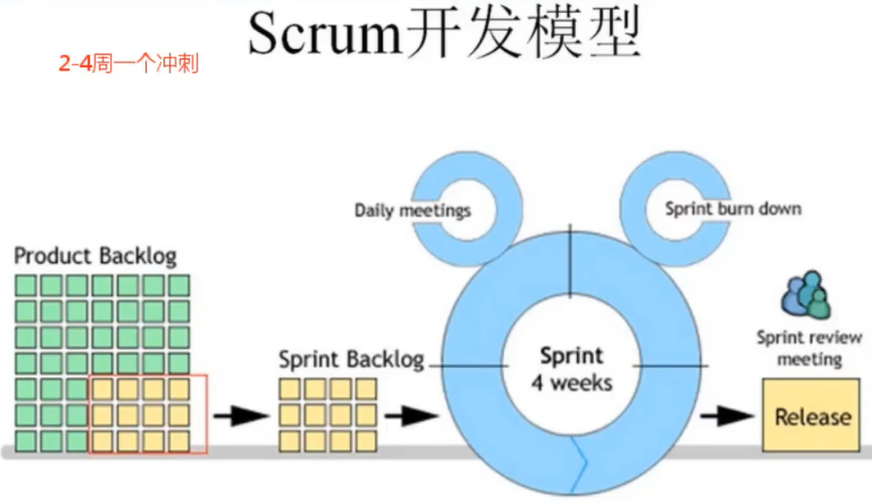 Scrum开发模型
2-4周一个冲刺
Daily meetings
Sprint burn down
Product Backlog
Sprint Backlog
Sprint
4 weeks
Sprint review
meeting
Release